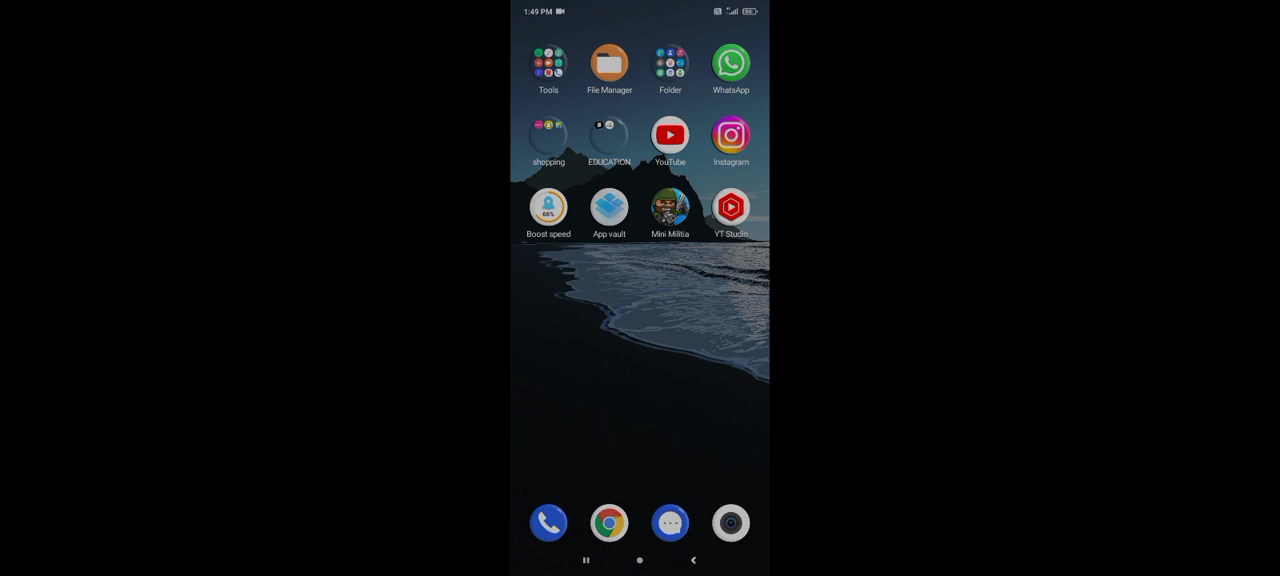 1:49 PM
Tools File Manager Folder WhatsApp
shopping EDUCATION YouTube Instagram
66%
Boost speed App vault Mini Militia YT Studio